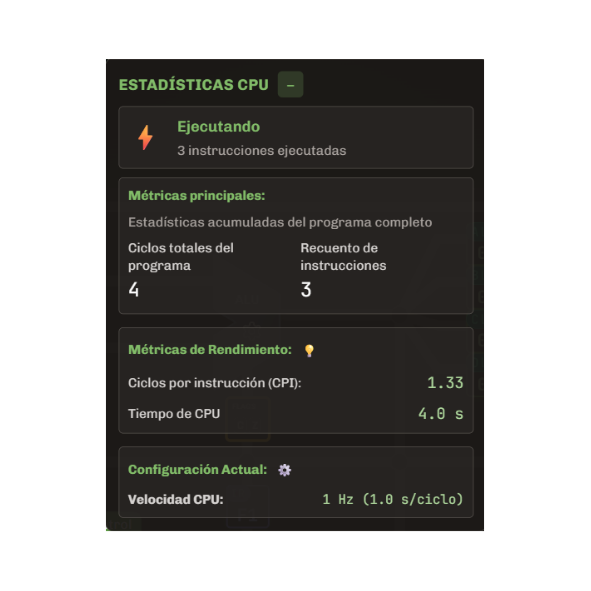 ESTADÍSTICAS CPU –
Ejecutando
3 instrucciones ejecutadas
Métricas principales:
Estadísticas acumuladas del programa completo
Ciclos totales del programa
4
Recuento de instrucciones
3
Métricas de Rendimiento:
Ciclos por instrucción (CPI): 1.33
Tiempo de CPU 4.0 s
Configuración Actual:
Velocidad CPU: 1 Hz (1.0 s/ciclo)